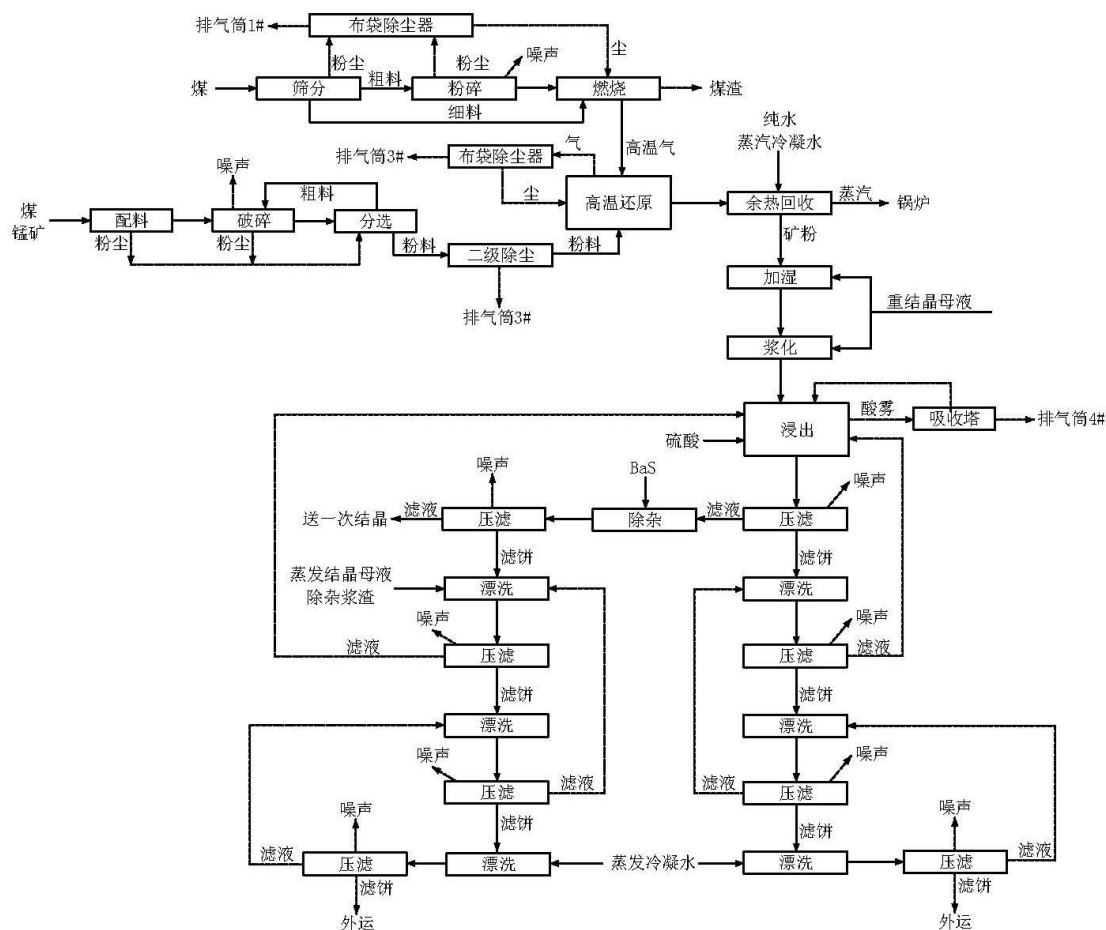 排气筒1#
布袋除尘器
尘
粉尘
粉尘
噪声
煤
筛分
粗料
粉碎
燃烧
煤渣
细料
纯水
蒸汽冷凝水
高温气
排气筒3#
布袋除尘器
气
尘
高温还原
余热回收
蒸汽
锅炉
噪声
粗料
煤
锰矿
配料
破碎
分选
粉尘
粉尘
粉料
二级除尘
粉料
矿粉
排气筒3#
加湿
重结晶母液
浆化
浸出
酸雾
吸收塔
排气筒4#
硫酸
噪声
BaS
噪声
送一次结晶
滤液
压滤
除杂
滤液
压滤
滤饼
滤饼
蒸发结晶母液
除杂浆渣
漂洗
漂洗
噪声
噪声
滤液
压滤
压滤
滤液
滤饼
滤饼
漂洗
漂洗
噪声
噪声
压滤
滤液
滤液
压滤
噪声
滤饼
滤饼
噪声
滤液
压滤
漂洗
蒸发冷凝水
漂洗
压滤
滤液
滤饼
滤饼
外运
外运